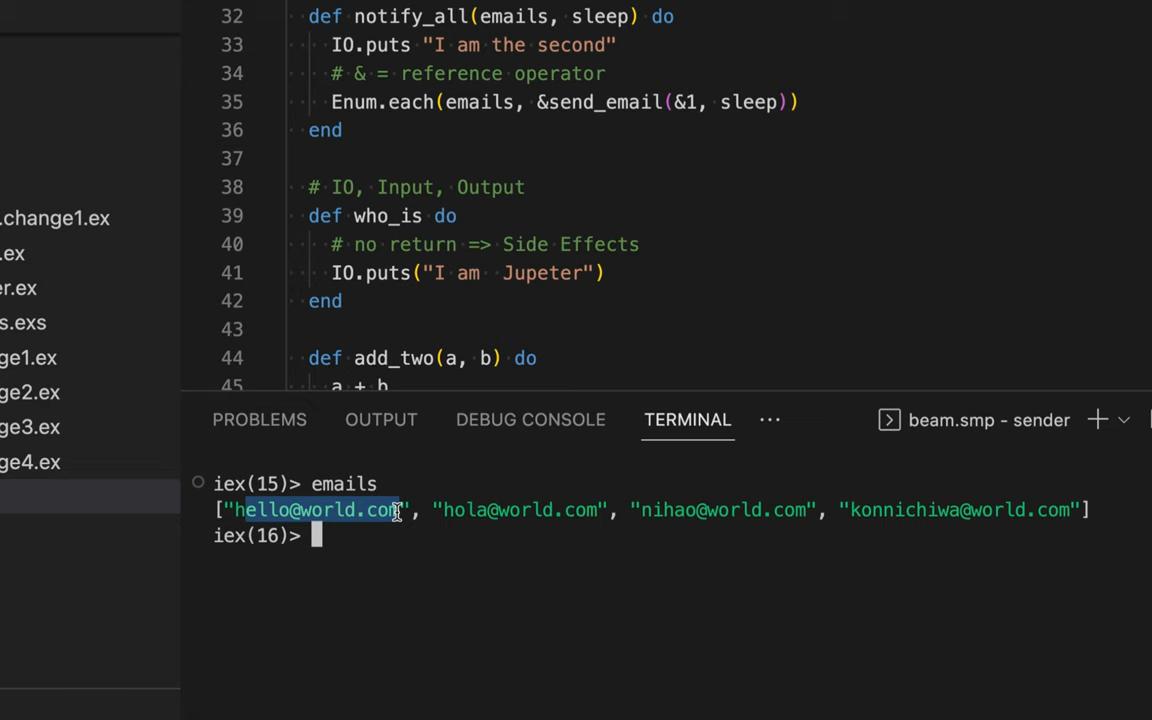 32 def notify_all(emails, sleep) do
33 IO.puts "I am the second"
34 # & = reference operator
35 Enum.each(emails, &send_email(&1, sleep))
36 end
37
38 # IO, Input, Output
.change1.ex 39 def who_is do
.ex 40 # no return => Side Effects
er.ex 41 IO.puts("I am  Jupeter")
s.exs 42 end
43
ge1.ex 44 def add_two(a, b) do
45 a + b
ge2.ex
ge3.ex
ge4.ex
PROBLEMS OUTPUT DEBUG CONSOLE TERMINAL ··· beam.smp - sender
iex(15)> emails
["hello@world.com", "hola@world.com", "nihao@world.com", "konnichiwa@world.com"]
iex(16)>